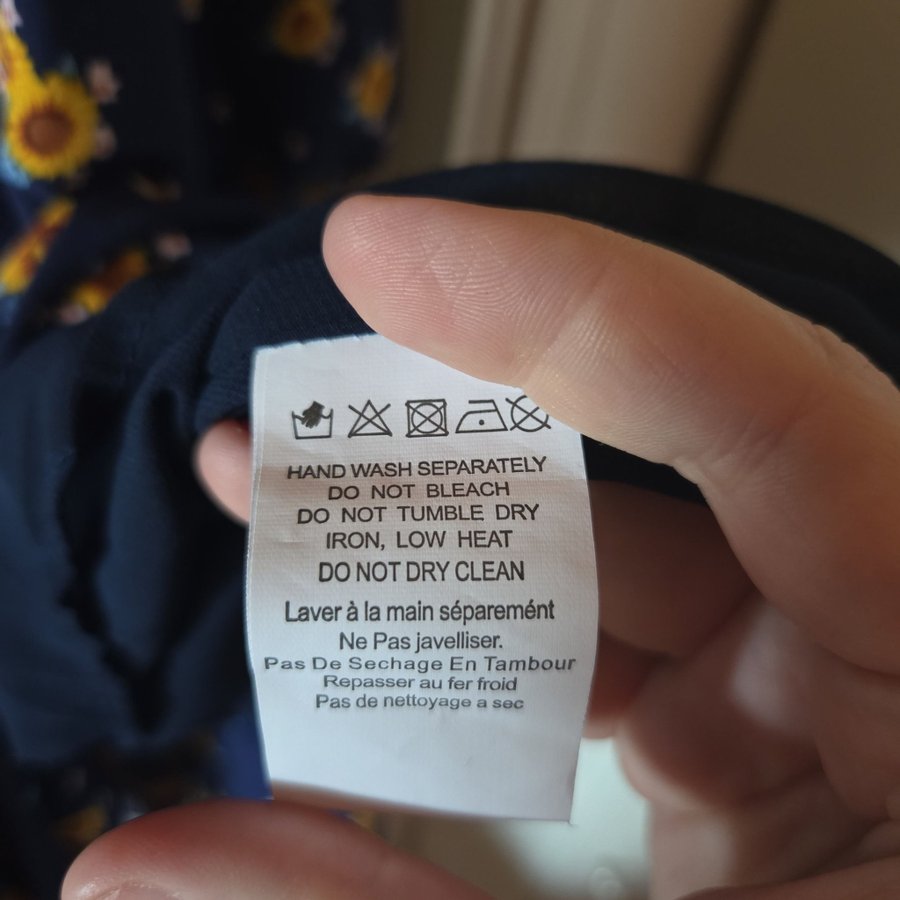 HAND WASH SEPARATELY
DO NOT BLEACH
DO NOT TUMBLE DRY
IRON, LOW HEAT
DO NOT DRY CLEAN
Laver à la main séparemént
Ne Pas javelliser.
Pas De Sechage En Tambour
Repasser au fer froid
Pas de nettoyage a sec